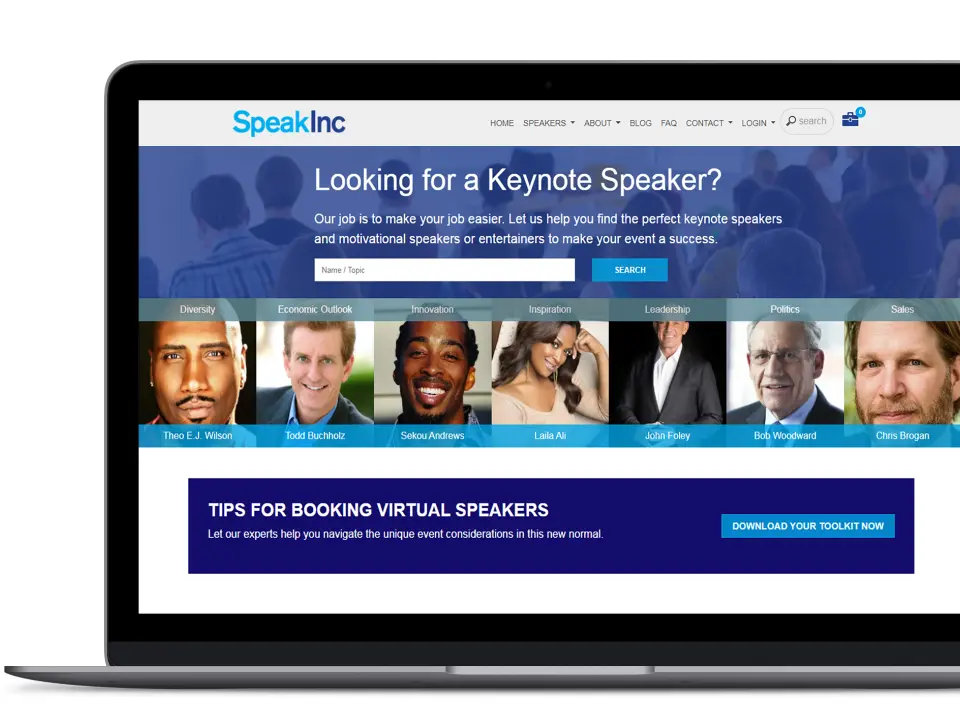 SpeakInc
HOME SPEAKERS ABOUT BLOG FAQ CONTACT LOGIN search 0
Looking for a Keynote Speaker?
Our job is to make your job easier. Let us help you find the perfect keynote speakers
and motivational speakers or entertainers to make your event a success.
Name / Topic SEARCH
Diversity Economic Outlook Innovation Inspiration Leadership Politics Sales
Theo E.J. Wilson Todd Buchholz Sekou Andrews Laila Ali John Foley Bob Woodward Chris Brogan
TIPS FOR BOOKING VIRTUAL SPEAKERS
Let our experts help you navigate the unique event considerations in this new normal.
DOWNLOAD YOUR TOOLKIT NOW